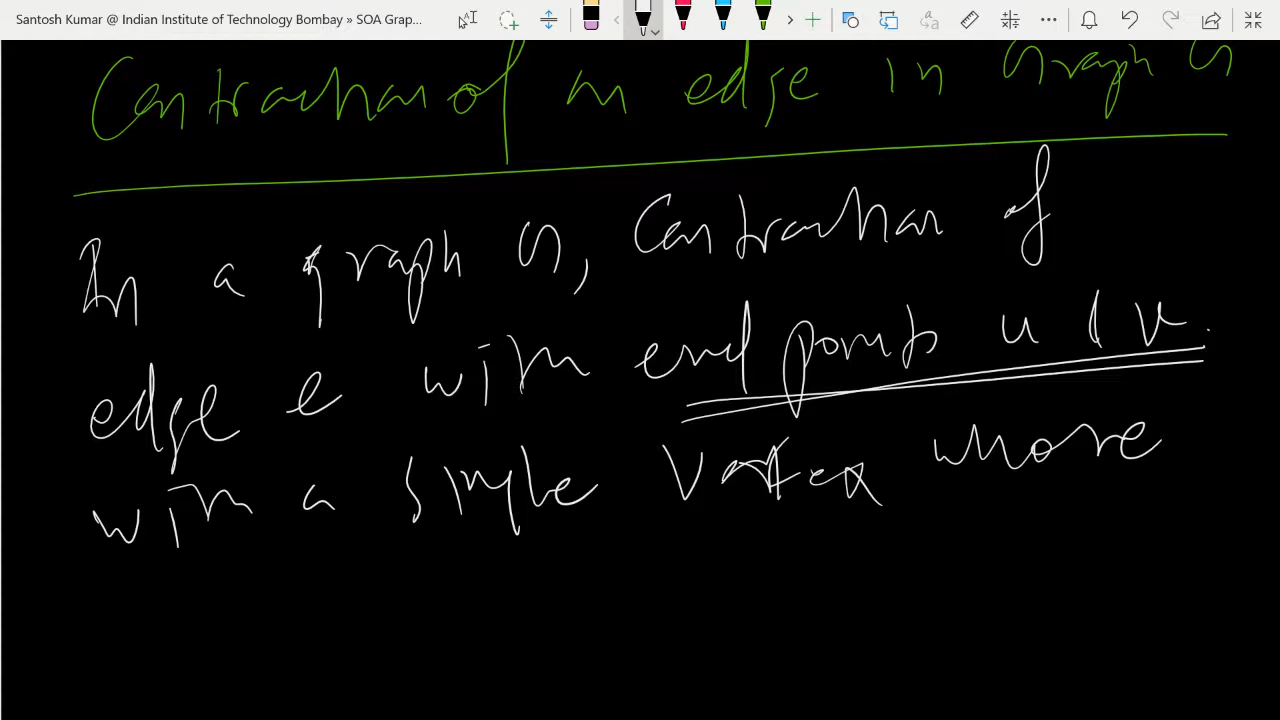 Santosh Kumar @ Indian Institute of Technology Bombay » SOA Grap...
Contraction of an edge in Graph G
In a graph G, Contraction of
edge e with end points u & v.
with a single vertex whose